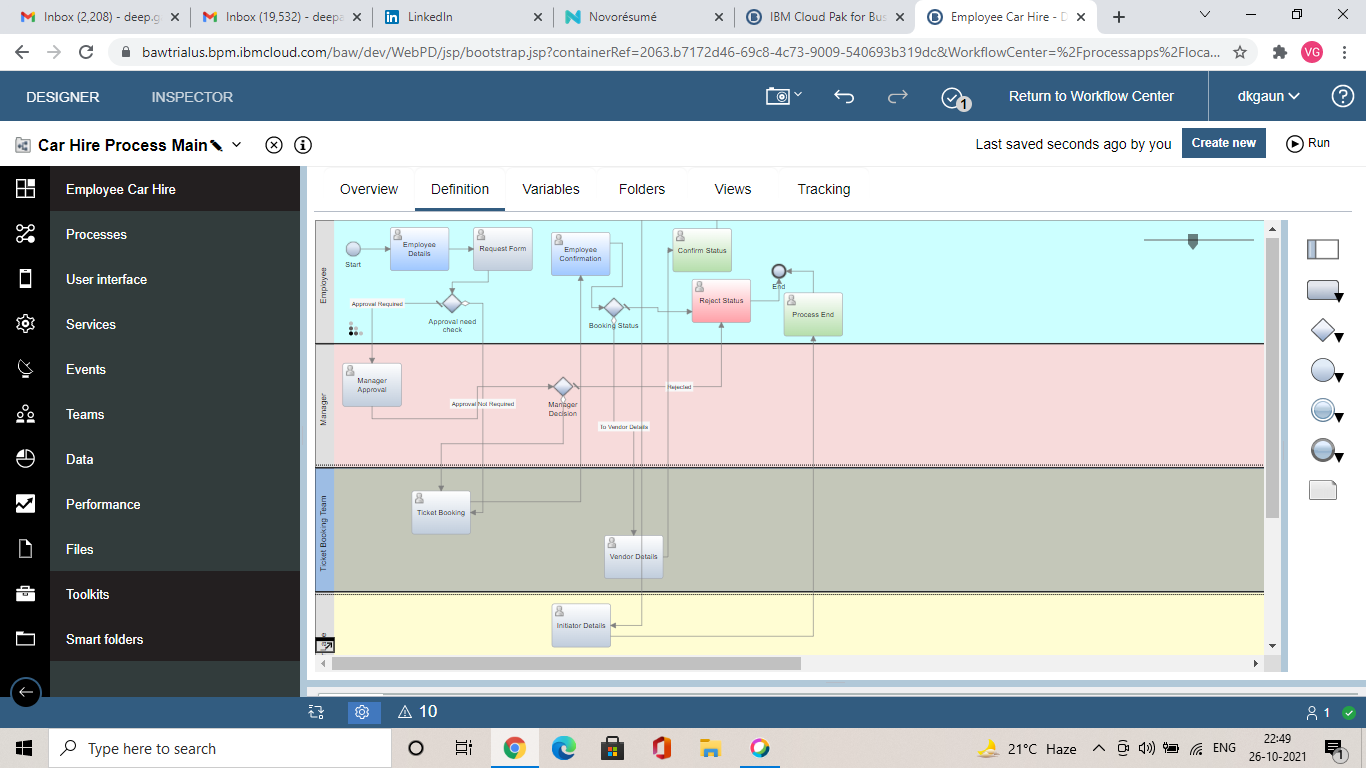 Inbox (2,208) - deep.g
Inbox (19,532) - deepa
LinkedIn
Novorésumé
IBM Cloud Pak for Bus
Employee Car Hire - D
bawtrialus.bpm.ibmcloud.com/baw/dev/WebPD/jsp/bootstrap.jsp?containerRef=2063.b7172d46-69c8-4c73-9009-540693b319dc&WorkflowCenter=%2Fprocessapps%2Floca...
VG
DESIGNER
INSPECTOR
1
Return to Workflow Center
dkgaun
Car Hire Process Main
Last saved seconds ago by you
Create new
Run
Employee Car Hire
Processes
User interface
Services
Events
Teams
Data
Performance
Files
Toolkits
Smart folders
Overview
Definition
Variables
Folders
Views
Tracking
Employee
Start
Employee
Details
Request Form
Employee
Confirmation
Confirm Status
Reject Status
End
Process End
Approval Required
Approval need
check
Booking Status
Manager
Manager
Approval
Approval Not Required
Manager
Decision
Rejected
To Vendor Details
Ticket Booking Team
Ticket Booking
Vendor Details
Initiator Details
10
1
Type here to search
21°C Haze
ENG
22:49
26-10-2021
1